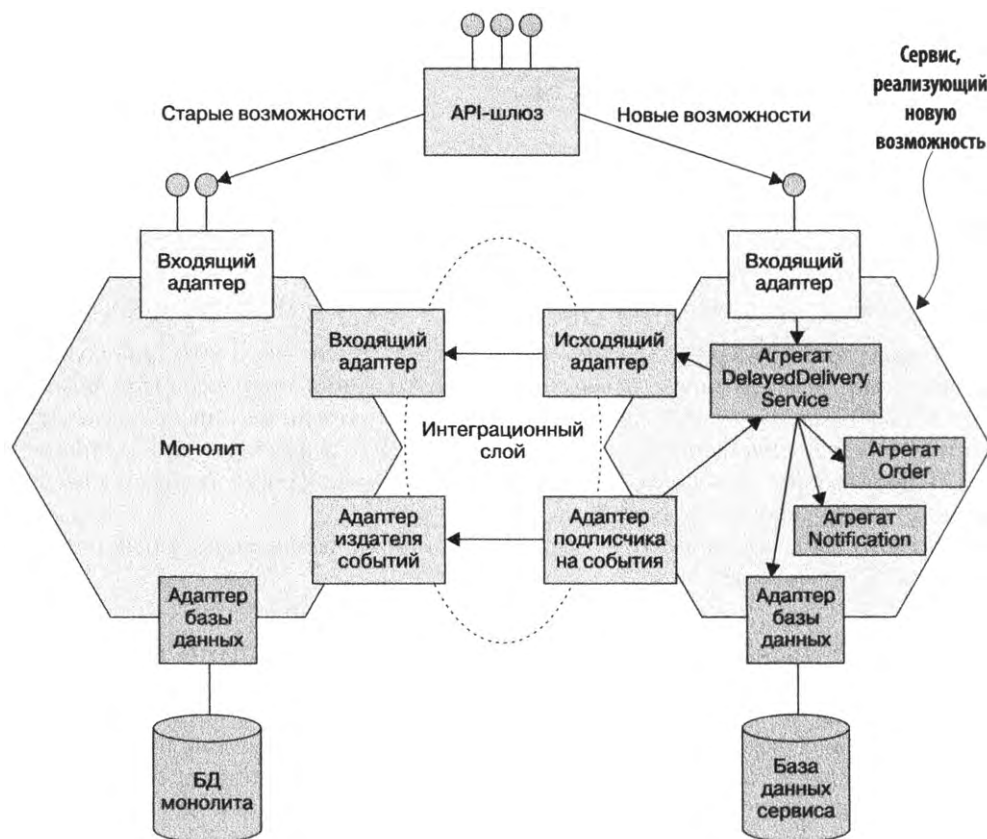 Сервис,
реализующий
новую
возможность
API-шлюз
Старые возможности
Новые возможности
Входящий
адаптер
Входящий
адаптер
Входящий
адаптер
Исходящий
адаптер
Агрегат
DelayedDelivery
Service
Монолит
Интеграционный
слой
Агрегат
Order
Адаптер
издателя
событий
Адаптер
подписчика
на события
Агрегат
Notification
Адаптер
базы
данных
Адаптер
базы
данных
БД
монолита
База
данных
сервиса